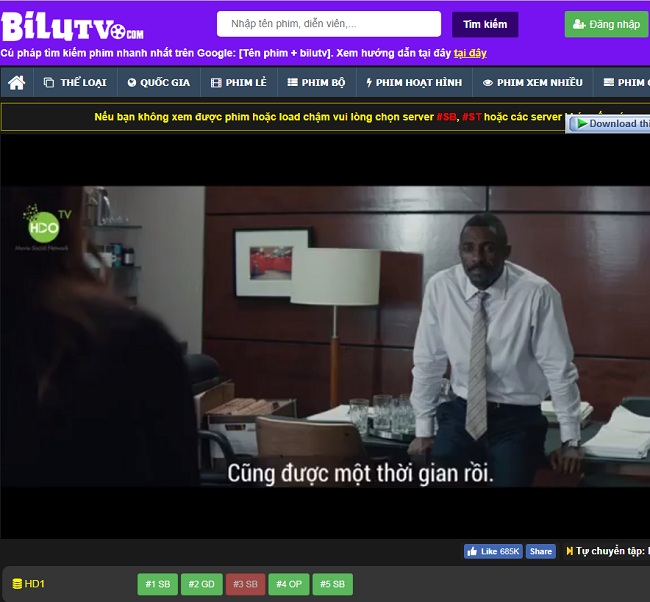 BiLUTV.COM
Nhập tên phim, diễn viên,...
Tìm kiếm
Đăng nhập
Cú pháp tìm kiếm phim nhanh nhất trên Google: [Tên phim + bilutv]. Xem hướng dẫn tại đây tại đây
THỂ LOẠI
QUỐC GIA
PHIM LẺ
PHIM BỘ
PHIM HOẠT HÌNH
PHIM XEM NHIỀU
PHIM
Nếu bạn không xem được phim hoặc load chậm vui lòng chọn server #SB, #ST hoặc các server
Download thi
HDO TV
Movie Social Network
Cũng được một thời gian rồi.
Like 685K
Share
Tự chuyển tập:
HD1
#1 SB
#2 GD
#3 SB
#4 OP
#5 SB